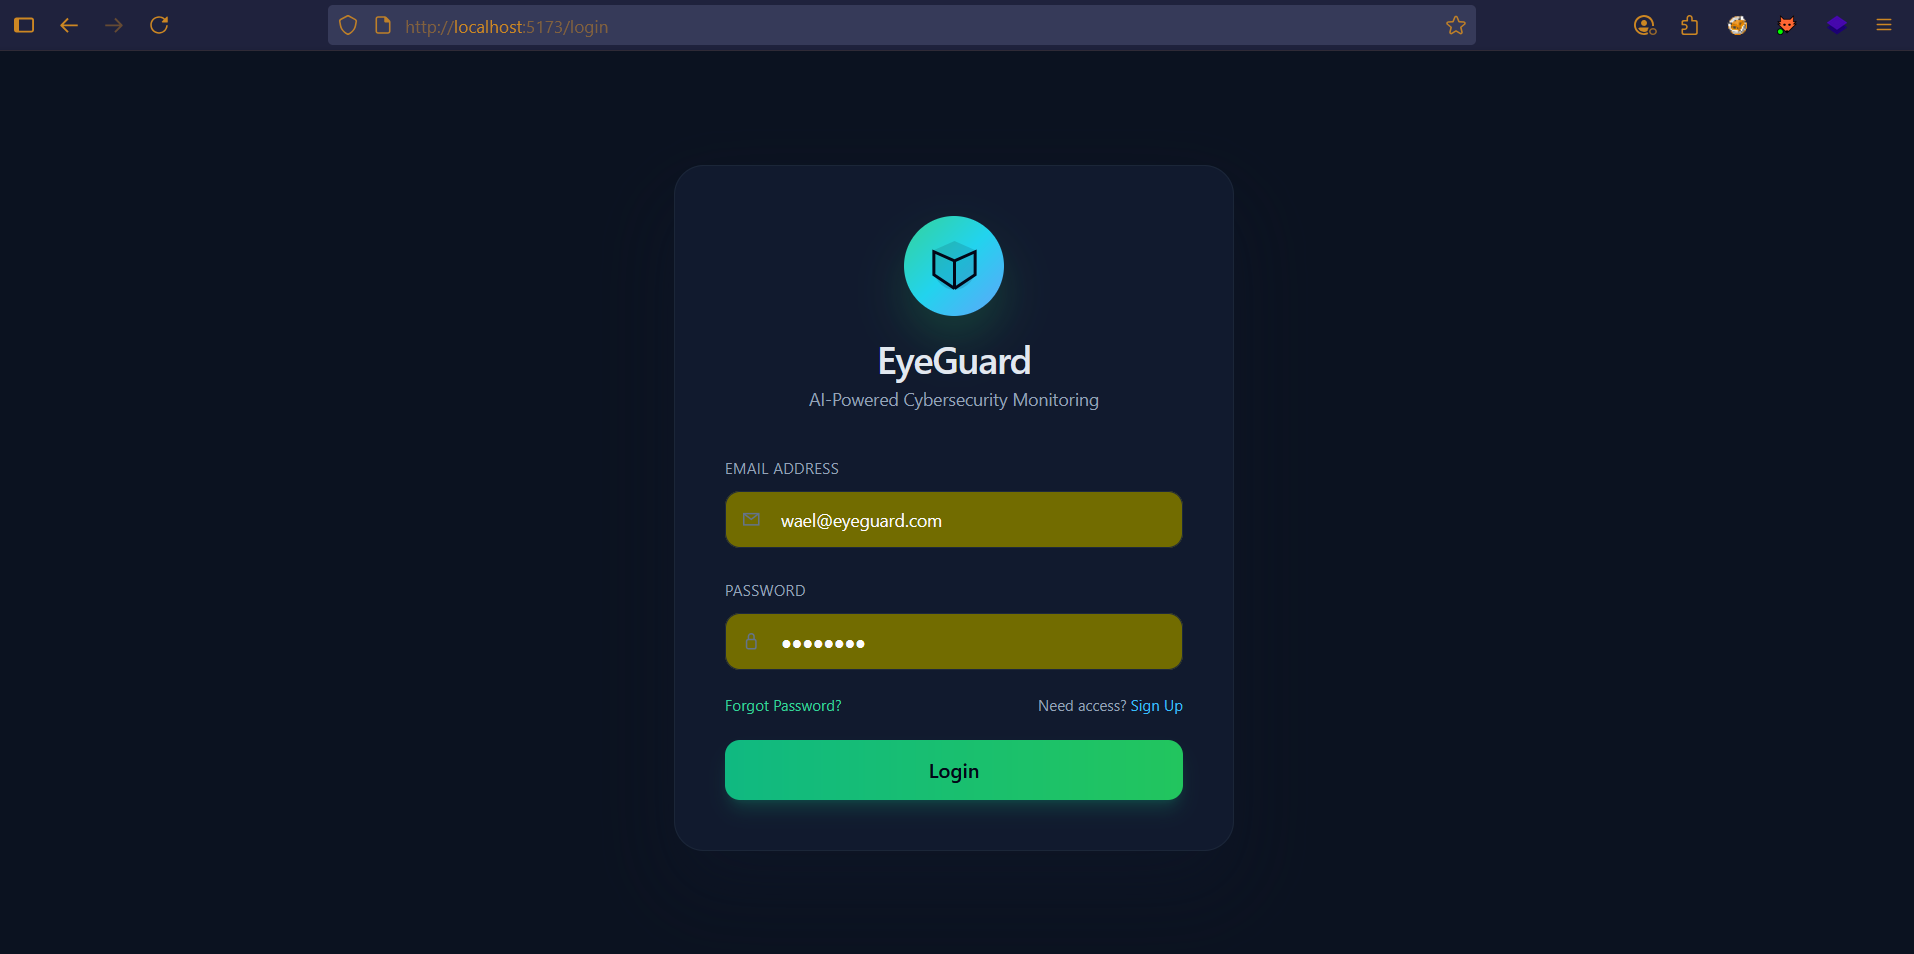 http://localhost:5173/login
EyeGuard
AI-Powered Cybersecurity Monitoring
EMAIL ADDRESS
wael@eyeguard.com
PASSWORD
●●●●●●●●
Forgot Password?
Need access? Sign Up
Login